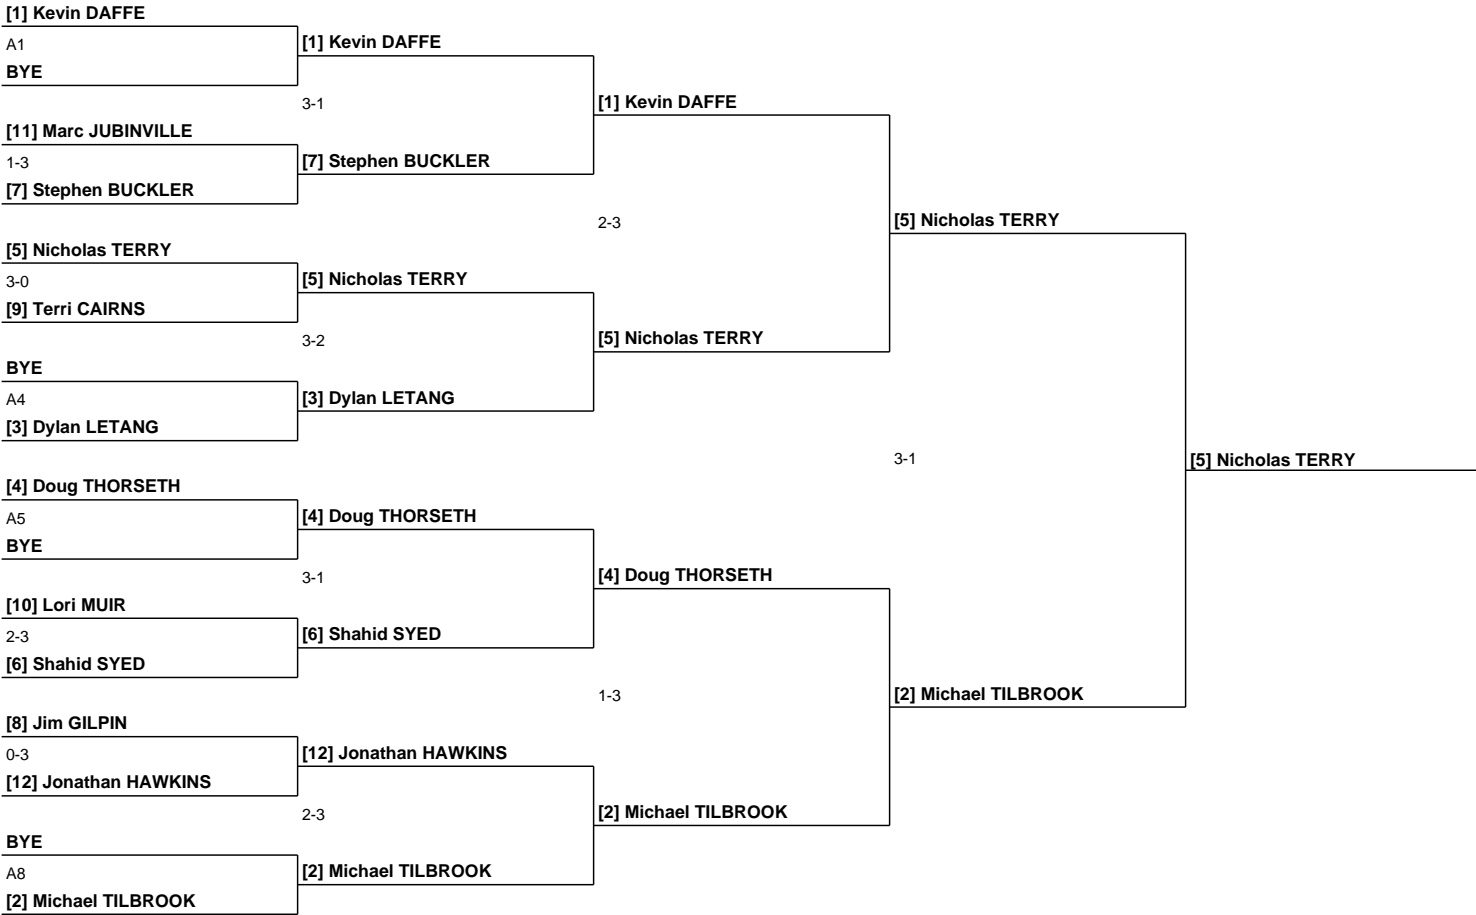 [1] Kevin DAFFE
A1
BYE
[11] Marc JUBINVILLE
1-3
[7] Stephen BUCKLER
[5] Nicholas TERRY
3-0
[9] Terri CAIRNS
BYE
A4
[3] Dylan LETANG
[4] Doug THORSETH
A5
BYE
[10] Lori MUIR
2-3
[6] Shahid SYED
[8] Jim GILPIN
0-3
[12] Jonathan HAWKINS
BYE
A8
[2] Michael TILBROOK
[1] Kevin DAFFE
3-1
[7] Stephen BUCKLER
[5] Nicholas TERRY
3-2
[3] Dylan LETANG
[4] Doug THORSETH
3-1
[6] Shahid SYED
[12] Jonathan HAWKINS
2-3
[2] Michael TILBROOK
[1] Kevin DAFFE
2-3
[5] Nicholas TERRY
[4] Doug THORSETH
1-3
[2] Michael TILBROOK
[5] Nicholas TERRY
3-1
[2] Michael TILBROOK
[5] Nicholas TERRY